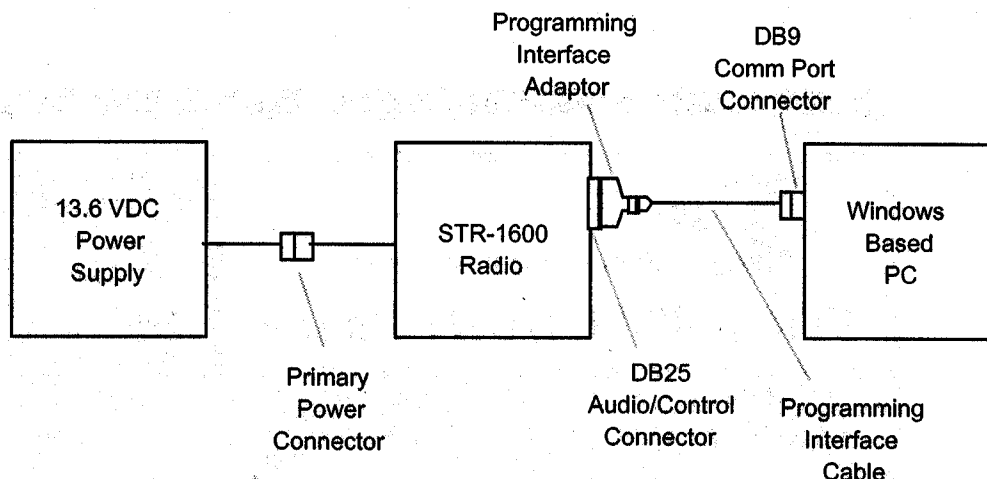 Programming
Interface
Adaptor
DB9
Comm Port
Connector
13.6 VDC
Power
Supply
STR-1600
Radio
Windows
Based
PC
Primary
Power
Connector
DB25
Audio/Control
Connector
Programming
Interface
Cable